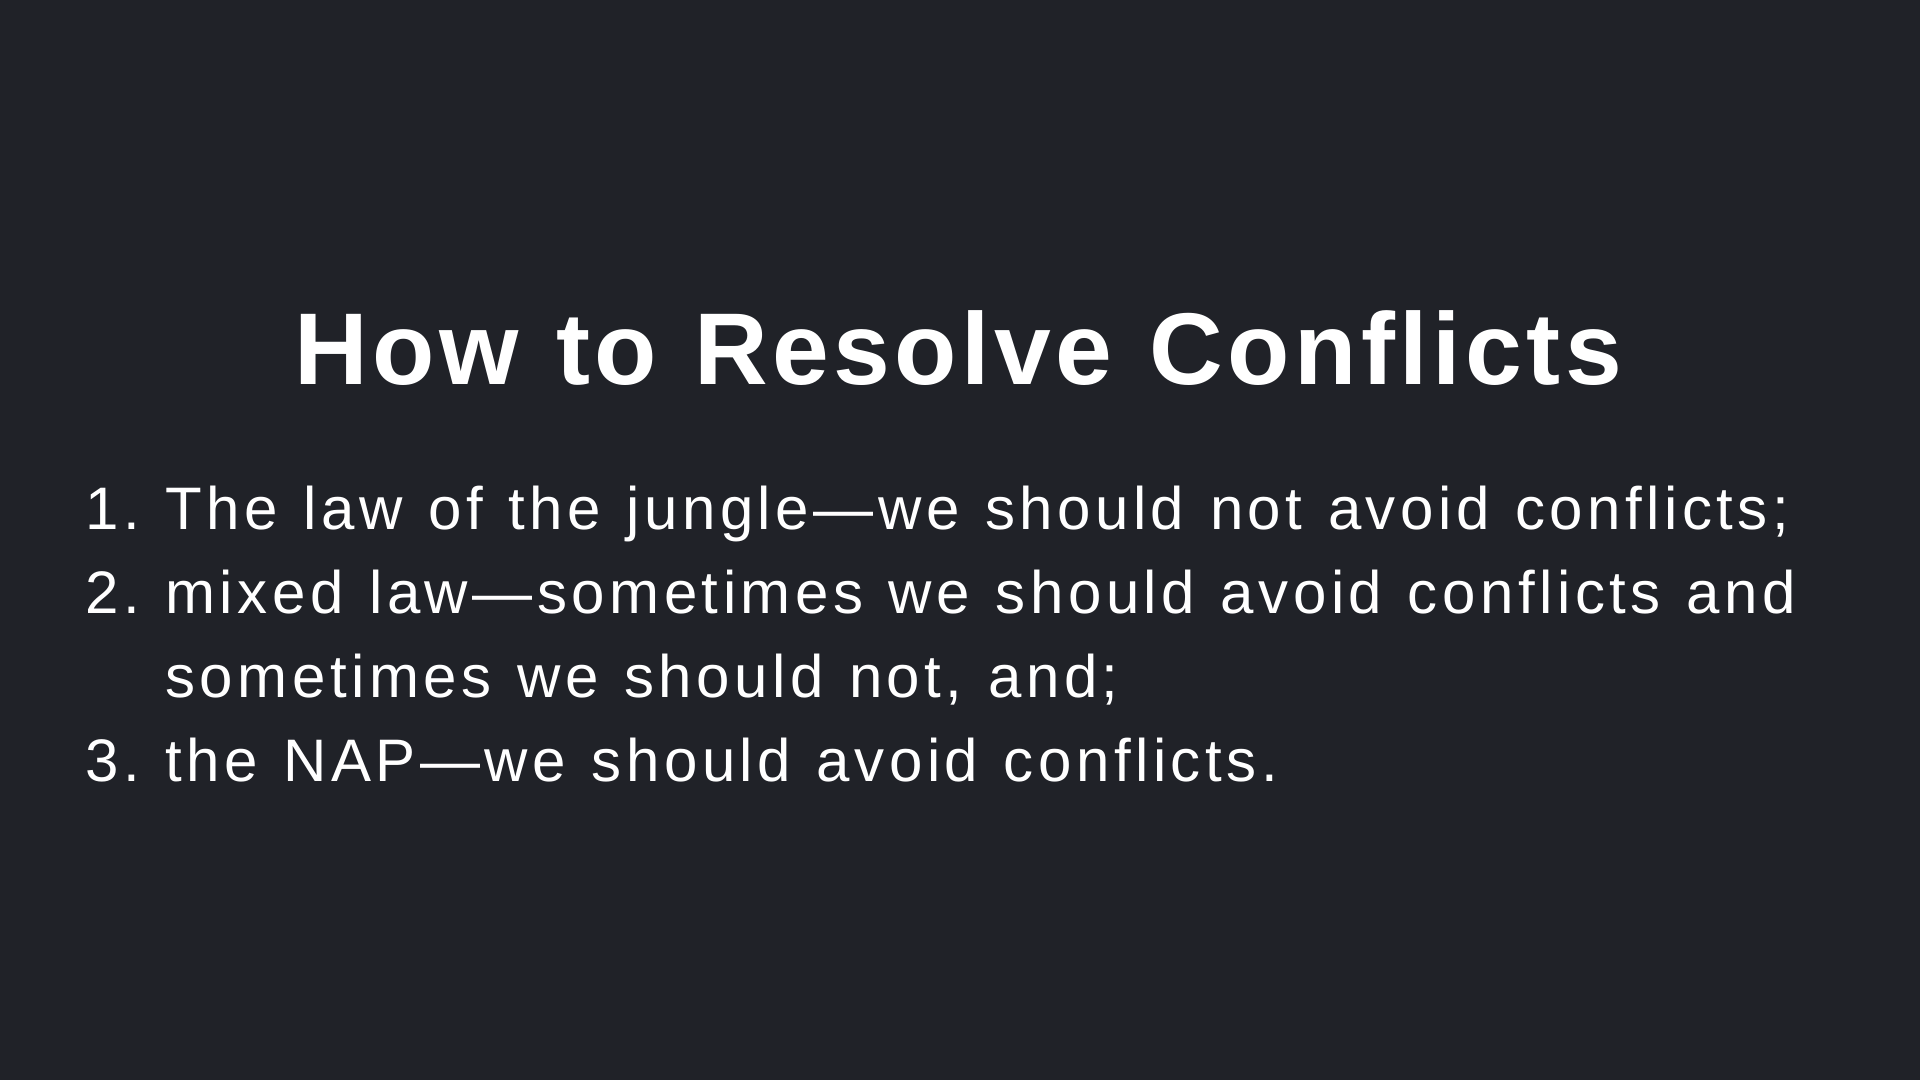 How to Resolve Conflicts
1. The law of the jungle—we should not avoid conflicts;
2. mixed law—sometimes we should avoid conflicts and
sometimes we should not, and;
3. the NAP—we should avoid conflicts.